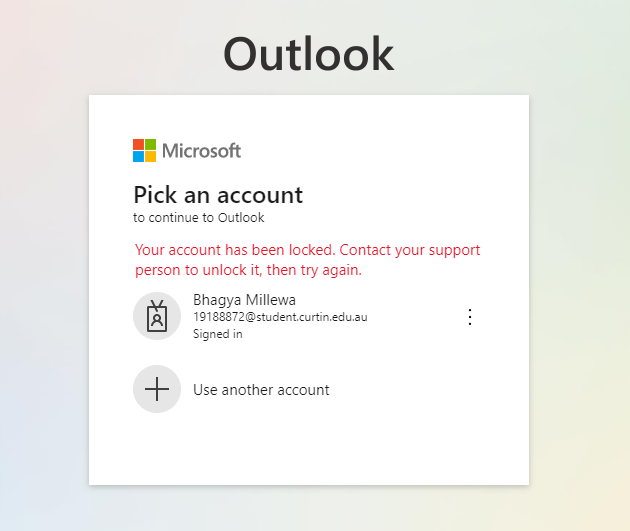 Outlook
Microsoft
Pick an account
to continue to Outlook
Your account has been locked. Contact your support
person to unlock it, then try again.
Bhagya Millewa
19188872@student.curtin.edu.au
Signed in
Use another account